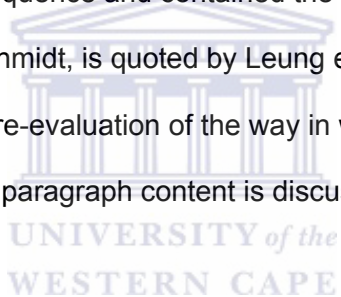 quence and contained the
hmidt, is quoted by Leung e
re-evaluation of the way in
paragraph content is discu
UNIVERSITY of the
WESTERN CAPE